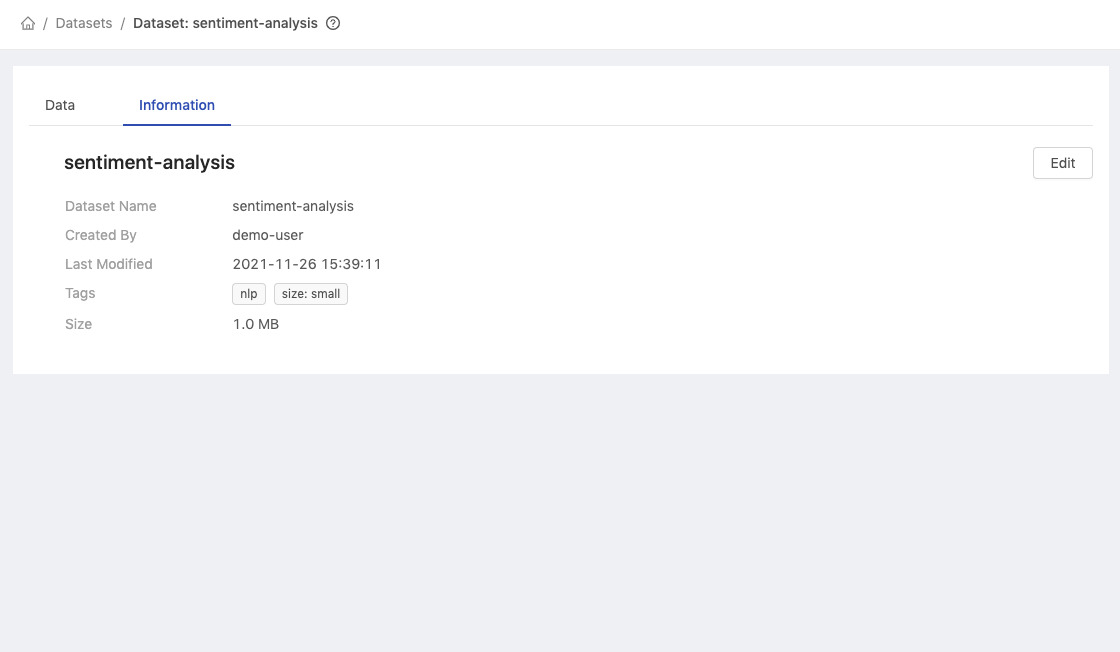 / Datasets / Dataset: sentiment-analysis ?
Data Information
sentiment-analysis Edit
Dataset Name sentiment-analysis
Created By demo-user
Last Modified 2021-11-26 15:39:11
Tags nlp size: small
Size 1.0 MB